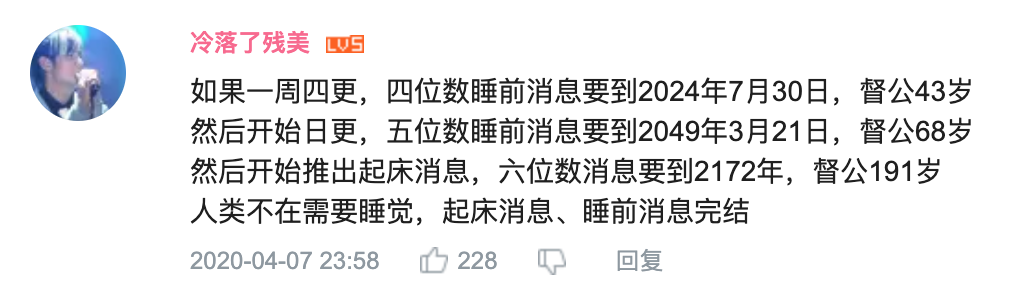 冷落了残美 LV5
如果一周四更，四位数睡前消息要到2024年7月30日，督公43岁
然后开始日更，五位数睡前消息要到2049年3月21日，督公68岁
然后开始推出起床消息，六位数消息要到2172年，督公191岁
人类不在需要睡觉，起床消息、睡前消息完结
2020-04-07 23:58 228 回复